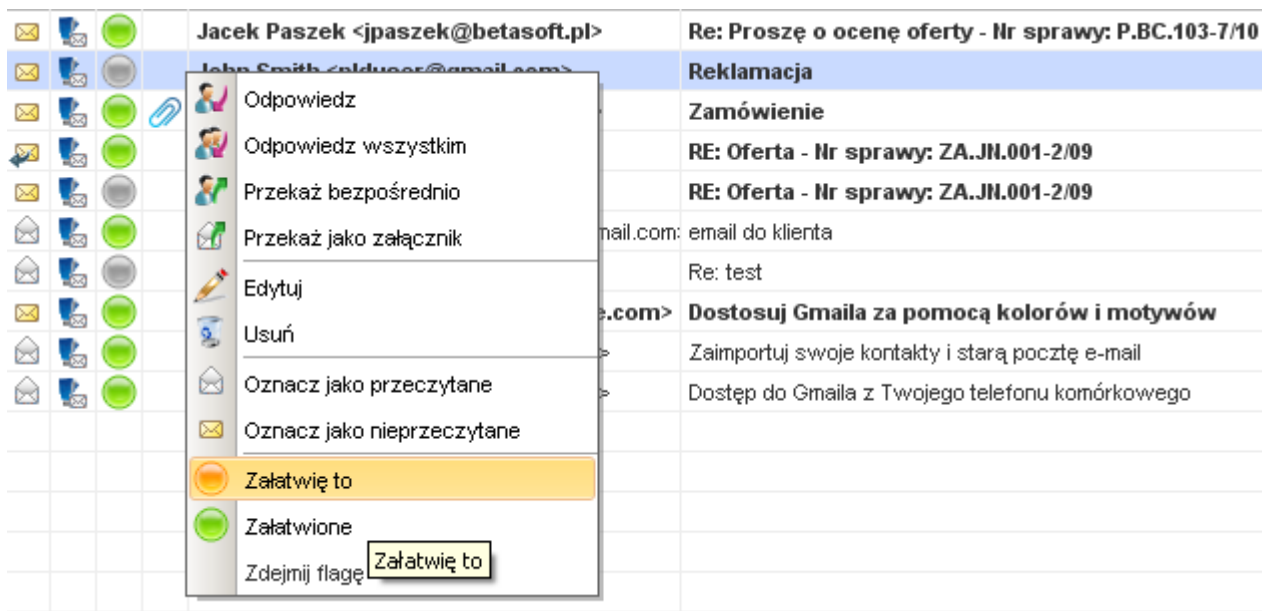 Jacek Paszek <jpaszek@betasoft.pl> Re: Proszę o ocenę oferty - Nr sprawy: P.BC.103-7/10
John Smith Reklamacja
Odpowiedz
Zamówienie
Odpowiedz wszystkim
RE: Oferta - Nr sprawy: ZA.JN.001-2/09
Przekaż bezpośrednio
RE: Oferta - Nr sprawy: ZA.JN.001-2/09
Przekaż jako załącznik
email do klienta
Re: test
Edytuj
.com> Dostosuj Gmaila za pomocą kolorów i motywów
Usuń
Zaimportuj swoje kontakty i starą pocztę e-mail
Oznacz jako przeczytane
Dostęp do Gmaila z Twojego telefonu komórkowego
Oznacz jako nieprzeczytane
Załatwię to
Załatwione
Załatwię to
Zdejmij flagę